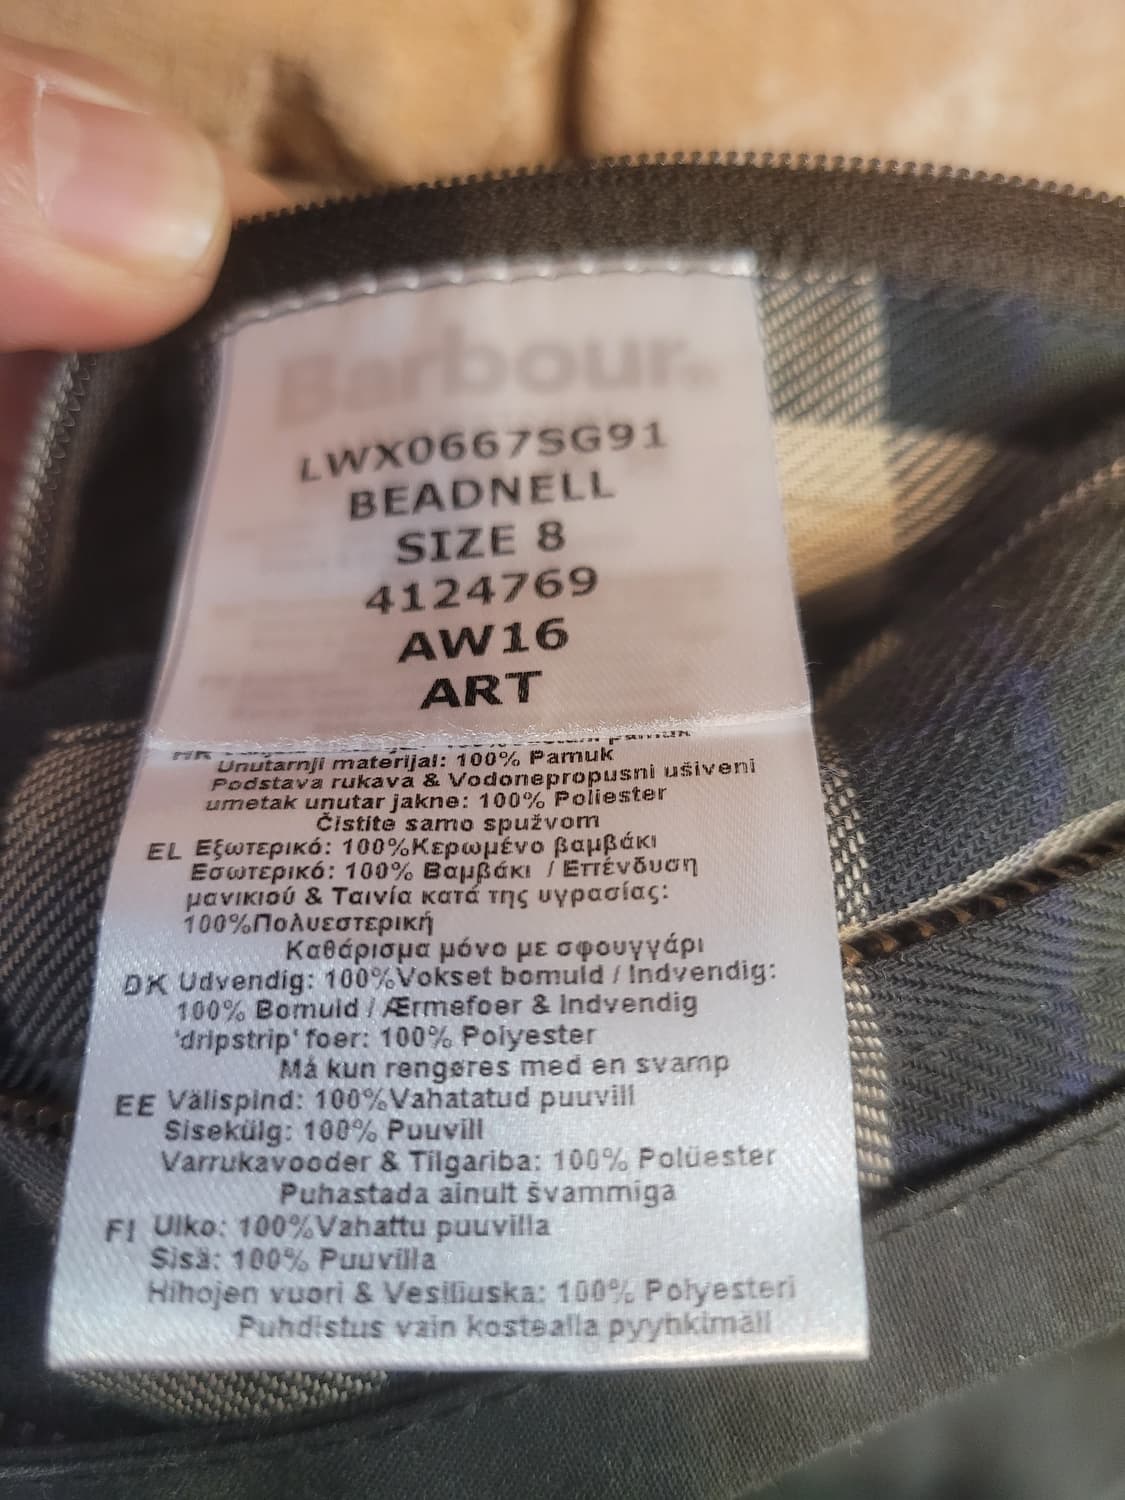 Barbour®
LWX0667SG91
BEADNELL
SIZE 8
4124769
AW16
ART
HR
Unutarnji materijal: 100% Pamuk
Podstava rukava & Vodonepropusni ušiveni
umetak unutar jakne: 100% Poliester
Čistite samo spužvom
EL Εξωτερικό: 100%Κερωμένο βαμβάκι
Εσωτερικό: 100% Βαμβάκι / Επένδυση
μανικιού & Ταινία κατά της υγρασίας:
100%Πολυεστερική
Καθάρισμα μόνο με σφουγγάρι
DK Udvendig: 100%Vokset bomuld / Indvendig:
100% Bomuld / Ærmefoer & Indvendig
'dripstrip' foer: 100% Polyester
Må kun rengøres med en svamp
EE Välispind: 100%Vahatatud puuvill
Sisekülg: 100% Puuvill
Varrukavooder & Tilgariba: 100% Polüester
Puhastada ainult švammiga
FI Ulko: 100%Vahattu puuvilla
Sisä: 100% Puuvilla
Hihojen vuori & Vesiliuska: 100% Polyesteri
Puhdistus vain kostealla pyyhkimäll